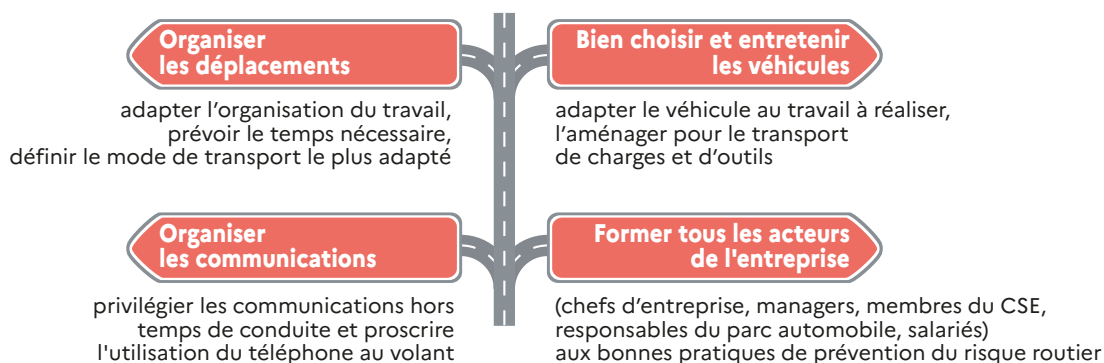 Organiser
les déplacements
adapter l’organisation du travail,
prévoir le temps nécessaire,
définir le mode de transport le plus adapté
Bien choisir et entretenir
les véhicules
adapter le véhicule au travail à réaliser,
l’aménager pour le transport
de charges et d’outils
Organiser
les communications
privilégier les communications hors
temps de conduite et proscrire
l'utilisation du téléphone au volant
Former tous les acteurs
de l'entreprise
(chefs d’entreprise, managers, membres du CSE,
responsables du parc automobile, salariés)
aux bonnes pratiques de prévention du risque routier